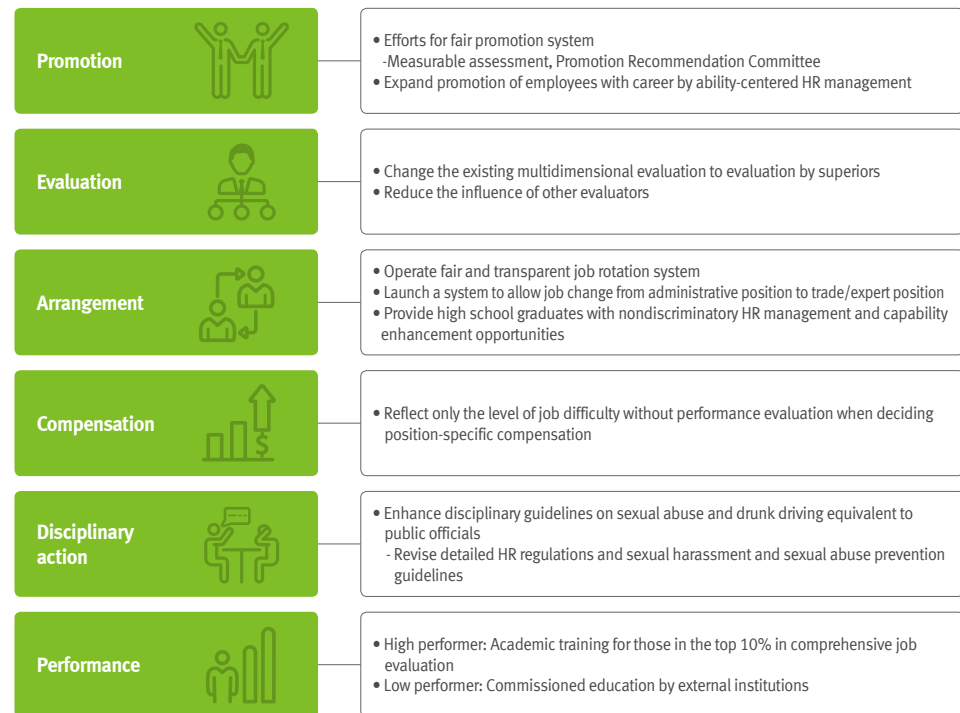 Promotion
• Efforts for fair promotion system
-Measurable assessment, Promotion Recommendation Committee
• Expand promotion of employees with career by ability-centered HR management
Evaluation
• Change the existing multidimensional evaluation to evaluation by superiors
• Reduce the influence of other evaluators
Arrangement
• Operate fair and transparent job rotation system
• Launch a system to allow job change from administrative position to trade/expert position
• Provide high school graduates with nondiscriminatory HR management and capability
enhancement opportunities
Compensation
$
• Reflect only the level of job difficulty without performance evaluation when deciding
position-specific compensation
Disciplinary
action
• Enhance disciplinary guidelines on sexual abuse and drunk driving equivalent to
public officials
- Revise detailed HR regulations and sexual harassment and sexual abuse prevention
guidelines
Performance
• High performer: Academic training for those in the top 10% in comprehensive job
evaluation
• Low performer: Commissioned education by external institutions